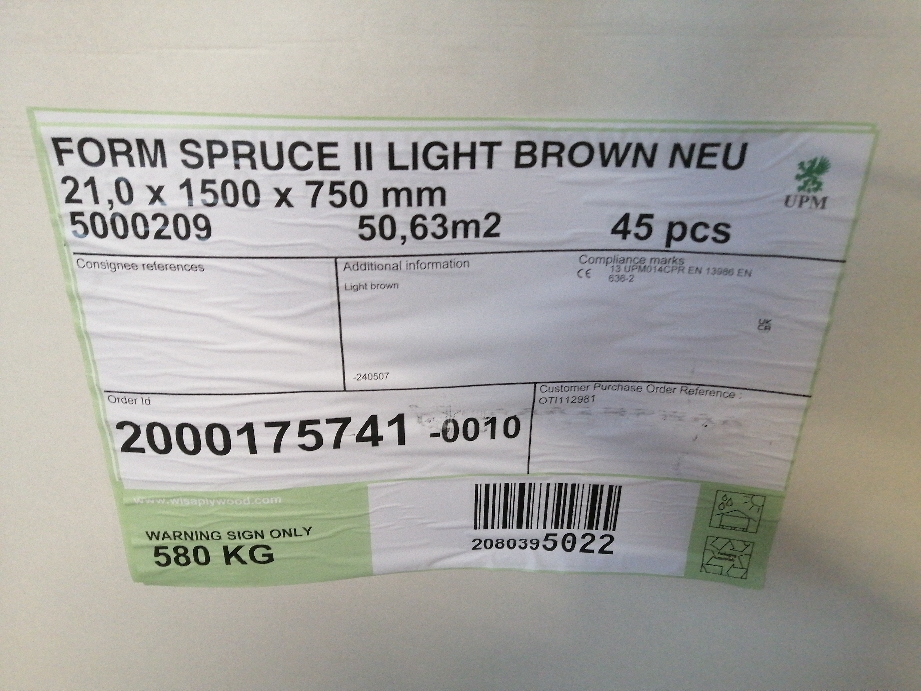 FORM SPRUCE II LIGHT BROWN NEU
21,0 x 1500 x 750 mm
5000209 50,63m2 45 pcs
UPM
Consignee references
Additional information
Light brown
-240507
Compliance marks
CE 13 UPM014CPR EN 13986 EN
636-2
Order Id
2000175741 -0010
Customer Purchase Order Reference :
OTI112981
www.wisaplywood.com
WARNING SIGN ONLY
580 KG
2080395022